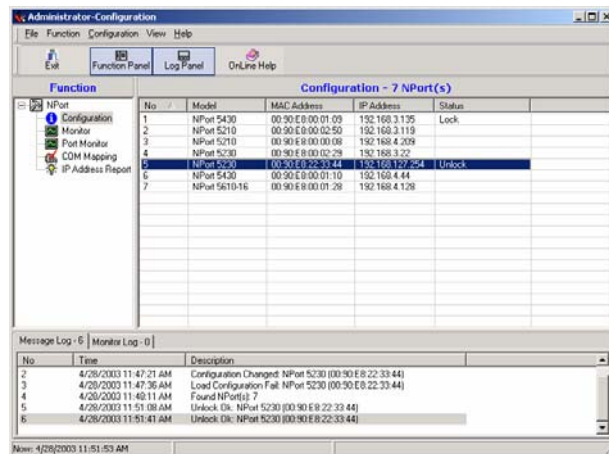 Administrator-Configuration
File Function Configuration View Help
Exit Function Panel Log Panel OnLine Help
Function
NPort
Configuration
Monitor
Port Monitor
COM Mapping
IP Address Report
Configuration - 7 NPort(s)
No Model MAC Address IP Address Status
1 NPort 5430 00:90:E8:00:01:09 192.168.3.135 Lock
2 NPort 5210 00:90:E8:00:02:50 192.168.3.119
3 NPort 5210 00:90:E8:00:00:08 192.168.4.209
4 NPort 5230 00:90:E8:00:02:29 192.168.3.22
5 NPort 5230 00:90:E8:22:33:44 192.168.127.254 Unlock
6 NPort 5430 00:90:E8:00:01:10 192.168.4.44
7 NPort 5610-16 00:90:E8:00:01:28 192.168.4.128
Message Log - 6 Monitor Log - 0
No Time Description
2 4/28/2003 11:47:21 AM Configuration Changed: NPort 5230 (00:90:E8:22:33:44)
3 4/28/2003 11:47:36 AM Load Configuration Fail: NPort 5230 (00:90:E8:22:33:44)
4 4/28/2003 11:48:11 AM Found NPort(s): 7
5 4/28/2003 11:51:08 AM Unlock Ok: NPort 5230 (00:90:E8:22:33:44)
6 4/28/2003 11:51:41 AM Unlock Ok: NPort 5230 (00:90:E8:22:33:44)
Now: 4/28/2003 11:51:53 AM